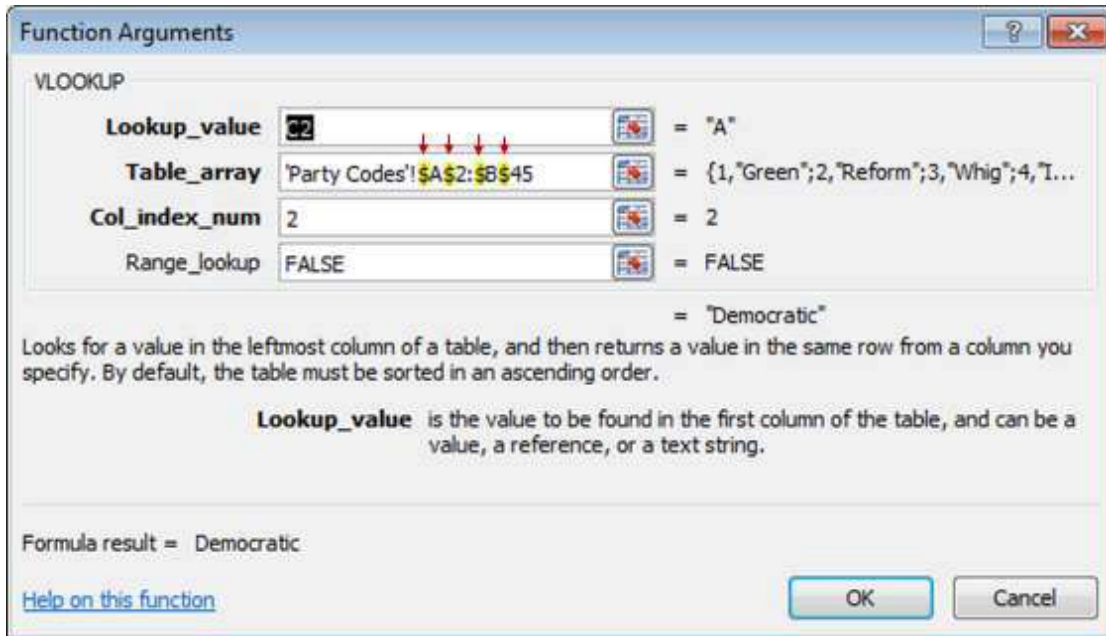 Function Arguments
VLOOKUP
Lookup_value C2 = "A"
Table_array 'Party Codes'!$A$2:$B$45 = {1,"Green";2,"Reform";3,"Whig";4,"I...
Col_index_num 2 = 2
Range_lookup FALSE = FALSE
= "Democratic"
Looks for a value in the leftmost column of a table, and then returns a value in the same row from a column you
specify. By default, the table must be sorted in an ascending order.
Lookup_value is the value to be found in the first column of the table, and can be a
value, a reference, or a text string.
Formula result = Democratic
Help on this function OK Cancel